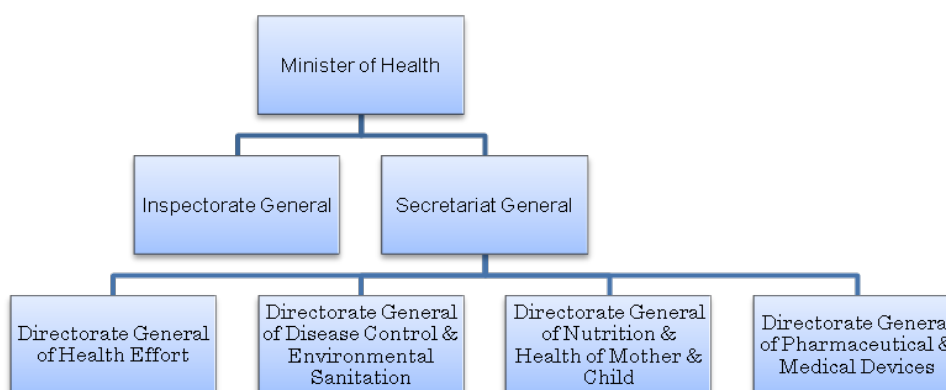 Minister of Health
Inspectorate General
Secretariat General
Directorate General
of Health Effort
Directorate General
of Disease Control &
Environmental
Sanitation
Directorate General
of Nutrition &
Health of Mother &
Child
Directorate General
of Pharmaceutical &
Medical Devices